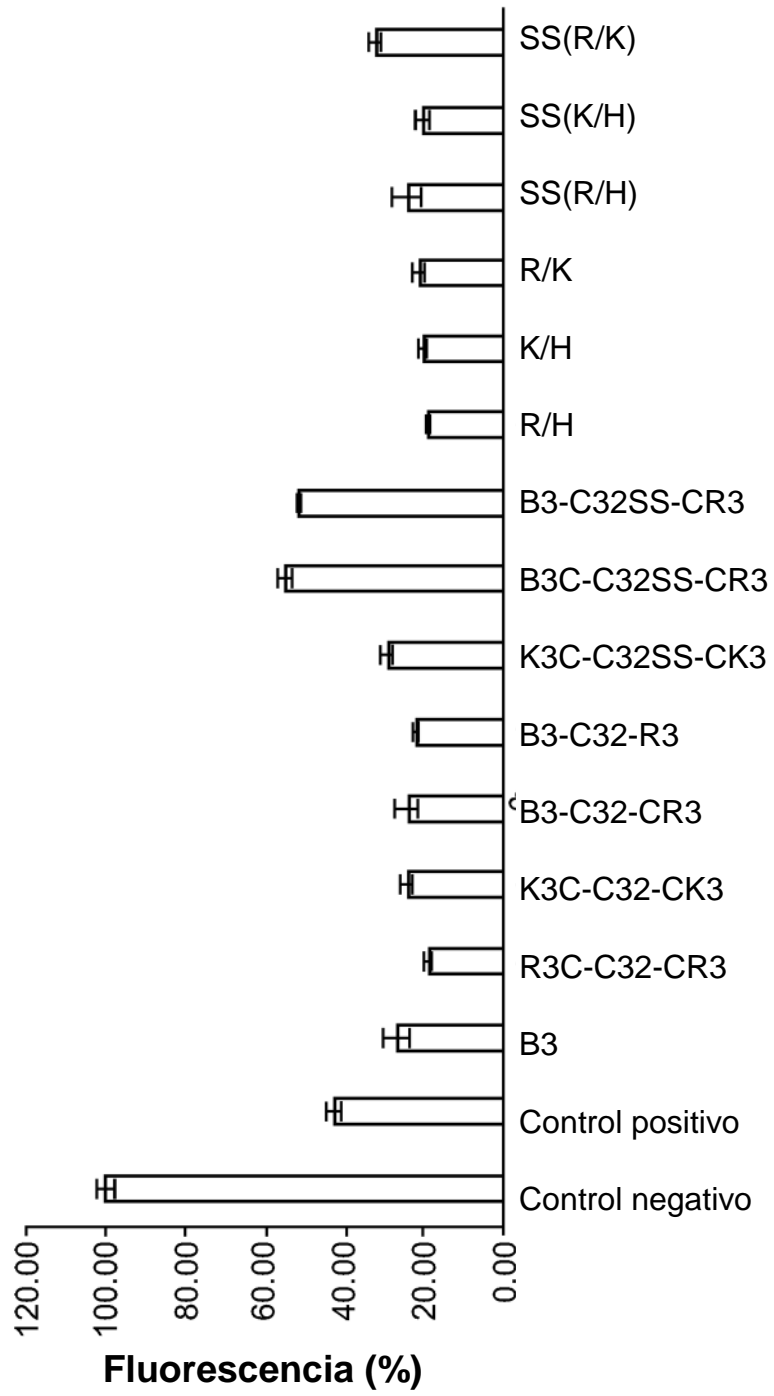 SS(R/K)
SS(K/H)
SS(R/H)
R/K
K/H
R/H
B3-C32SS-CR3
B3C-C32SS-CR3
K3C-C32SS-CK3
B3-C32-R3
B3-C32-CR3
K3C-C32-CK3
R3C-C32-CR3
B3
Control positivo
Control negativo
120.00
100.00
80.00
60.00
40.00
20.00
0.00
Fluorescencia (%)